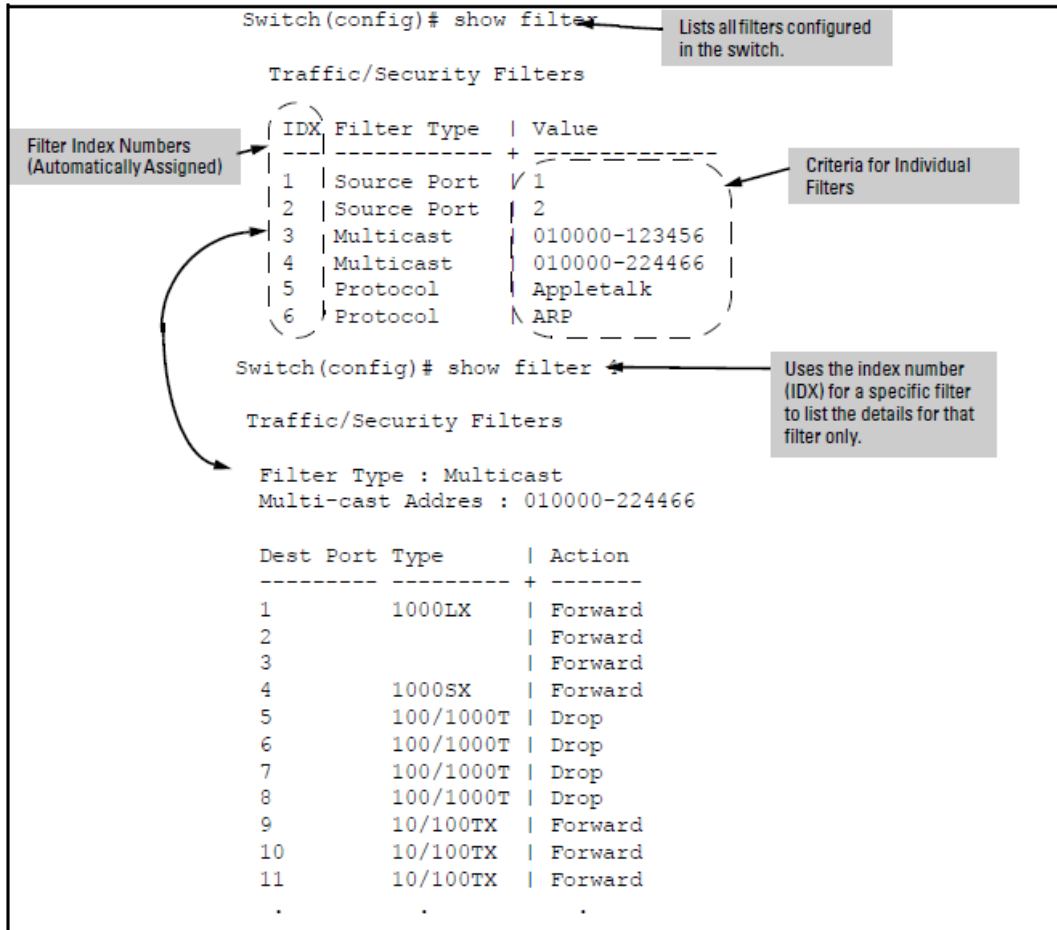 Switch(config)# show filter
Lists all filters configured
in the switch.
Traffic/Security Filters
IDX Filter Type | Value
--- ------------ + --------------
Filter Index Numbers
(Automatically Assigned)
Criteria for Individual
Filters
1 Source Port | 1
2 Source Port | 2
3 Multicast | 010000-123456
4 Multicast | 010000-224466
5 Protocol | Appletalk
6 Protocol | ARP
Switch(config)# show filter
Uses the index number
(IDX) for a specific filter
to list the details for that
filter only.
Traffic/Security Filters
Filter Type : Multicast
Multi-cast Addres : 010000-224466
Dest Port Type | Action
--------- --------- + -------
1 1000LX | Forward
2 | Forward
3 | Forward
4 1000SX | Forward
5 100/1000T | Drop
6 100/1000T | Drop
7 100/1000T | Drop
8 100/1000T | Drop
9 10/100TX | Forward
10 10/100TX | Forward
11 10/100TX | Forward
. . .